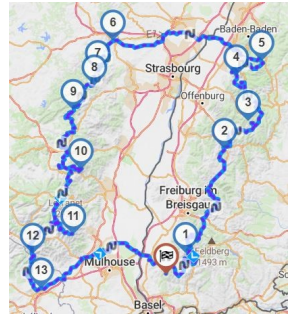 6
E7
5
Baden-Baden
7
4
Strasbourg
8
9
Offenburg
3
2
10
Freiburg im
Breisgau
11
12
1
Feldberg
1493 m
13
Mulhouse
Basel